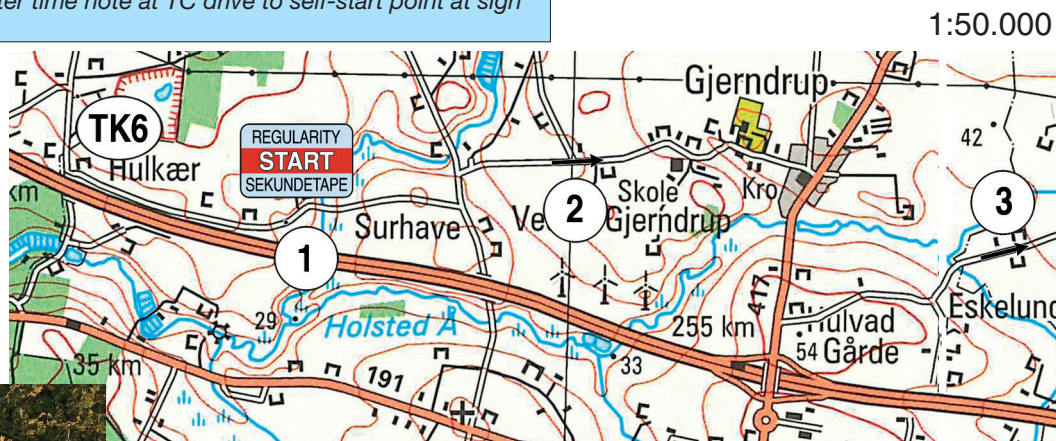 ter time note at TC drive to self-start point at sign
1:50.000
Gjerndrup
TK6
REGULARITY
START
SEKUNDETAPE
42
Hulkær
Skole
Kro
3
km
2
Surhave
Ve
Gjerndrup
1
417
Eskelund
29
Holsted Å
255 km
Hulvad
54 Gårde
33
35 km
191